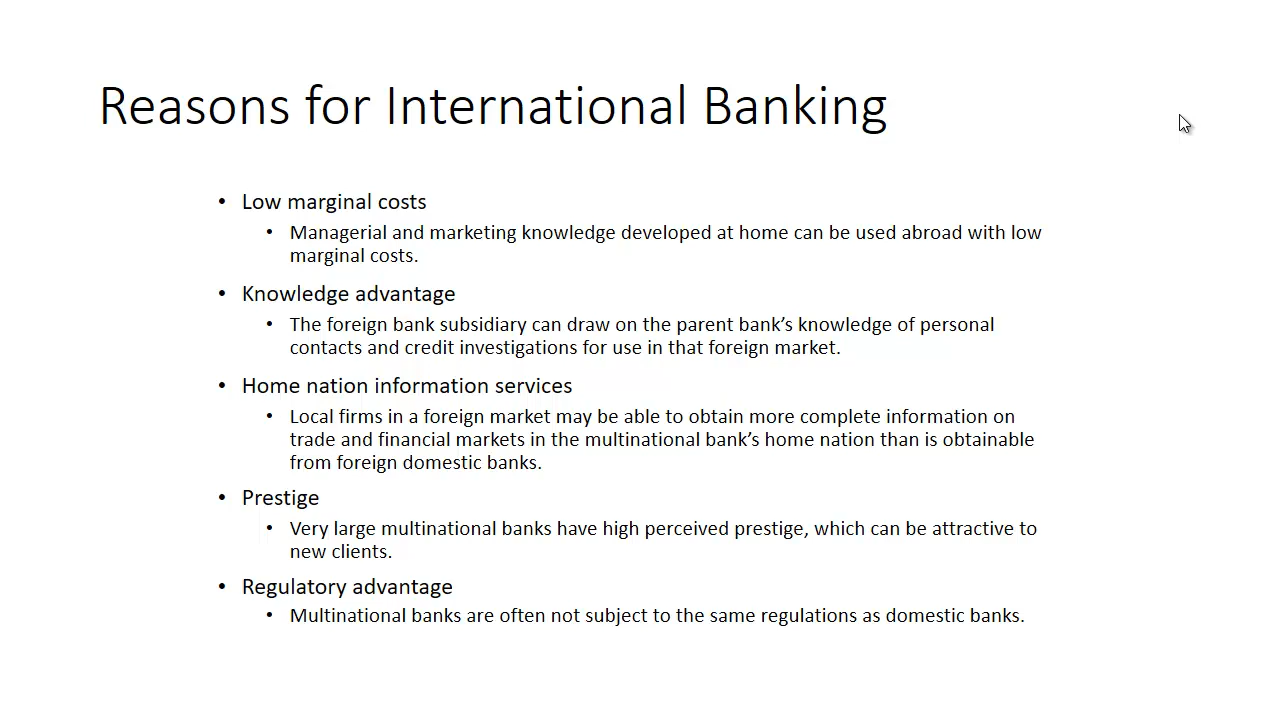 Reasons for International Banking
• Low marginal costs
• Managerial and marketing knowledge developed at home can be used abroad with low
marginal costs.
• Knowledge advantage
• The foreign bank subsidiary can draw on the parent bank’s knowledge of personal
contacts and credit investigations for use in that foreign market.
• Home nation information services
• Local firms in a foreign market may be able to obtain more complete information on
trade and financial markets in the multinational bank’s home nation than is obtainable
from foreign domestic banks.
• Prestige
• Very large multinational banks have high perceived prestige, which can be attractive to
new clients.
• Regulatory advantage
• Multinational banks are often not subject to the same regulations as domestic banks.